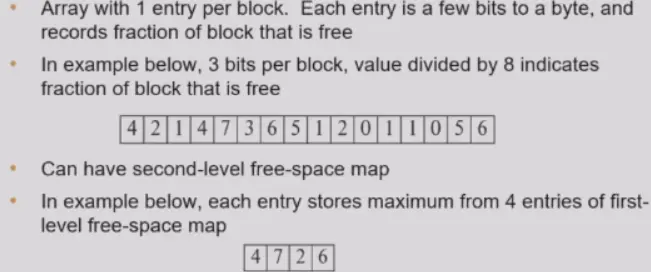 • Array with 1 entry per block. Each entry is a few bits to a byte, and
records fraction of block that is free
• In example below, 3 bits per block, value divided by 8 indicates
fraction of block that is free
4 2 1 4 7 3 6 5 1 2 0 1 1 0 5 6
• Can have second-level free-space map
• In example below, each entry stores maximum from 4 entries of first-
level free-space map
4 7 2 6